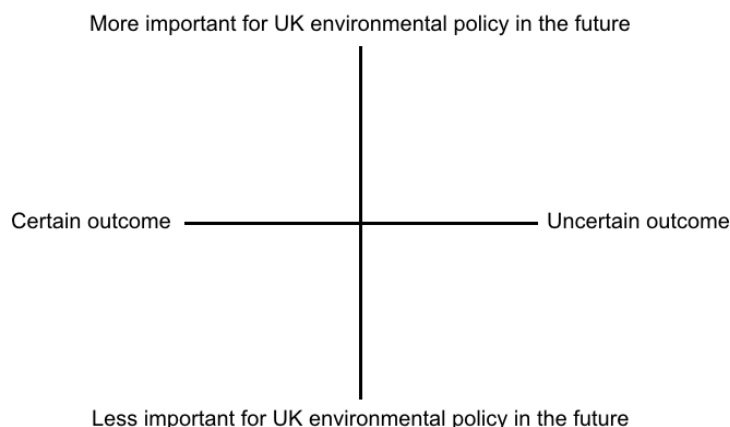 More important for UK environmental policy in the future
Certain outcome
Uncertain outcome
Less important for UK environmental policy in the future